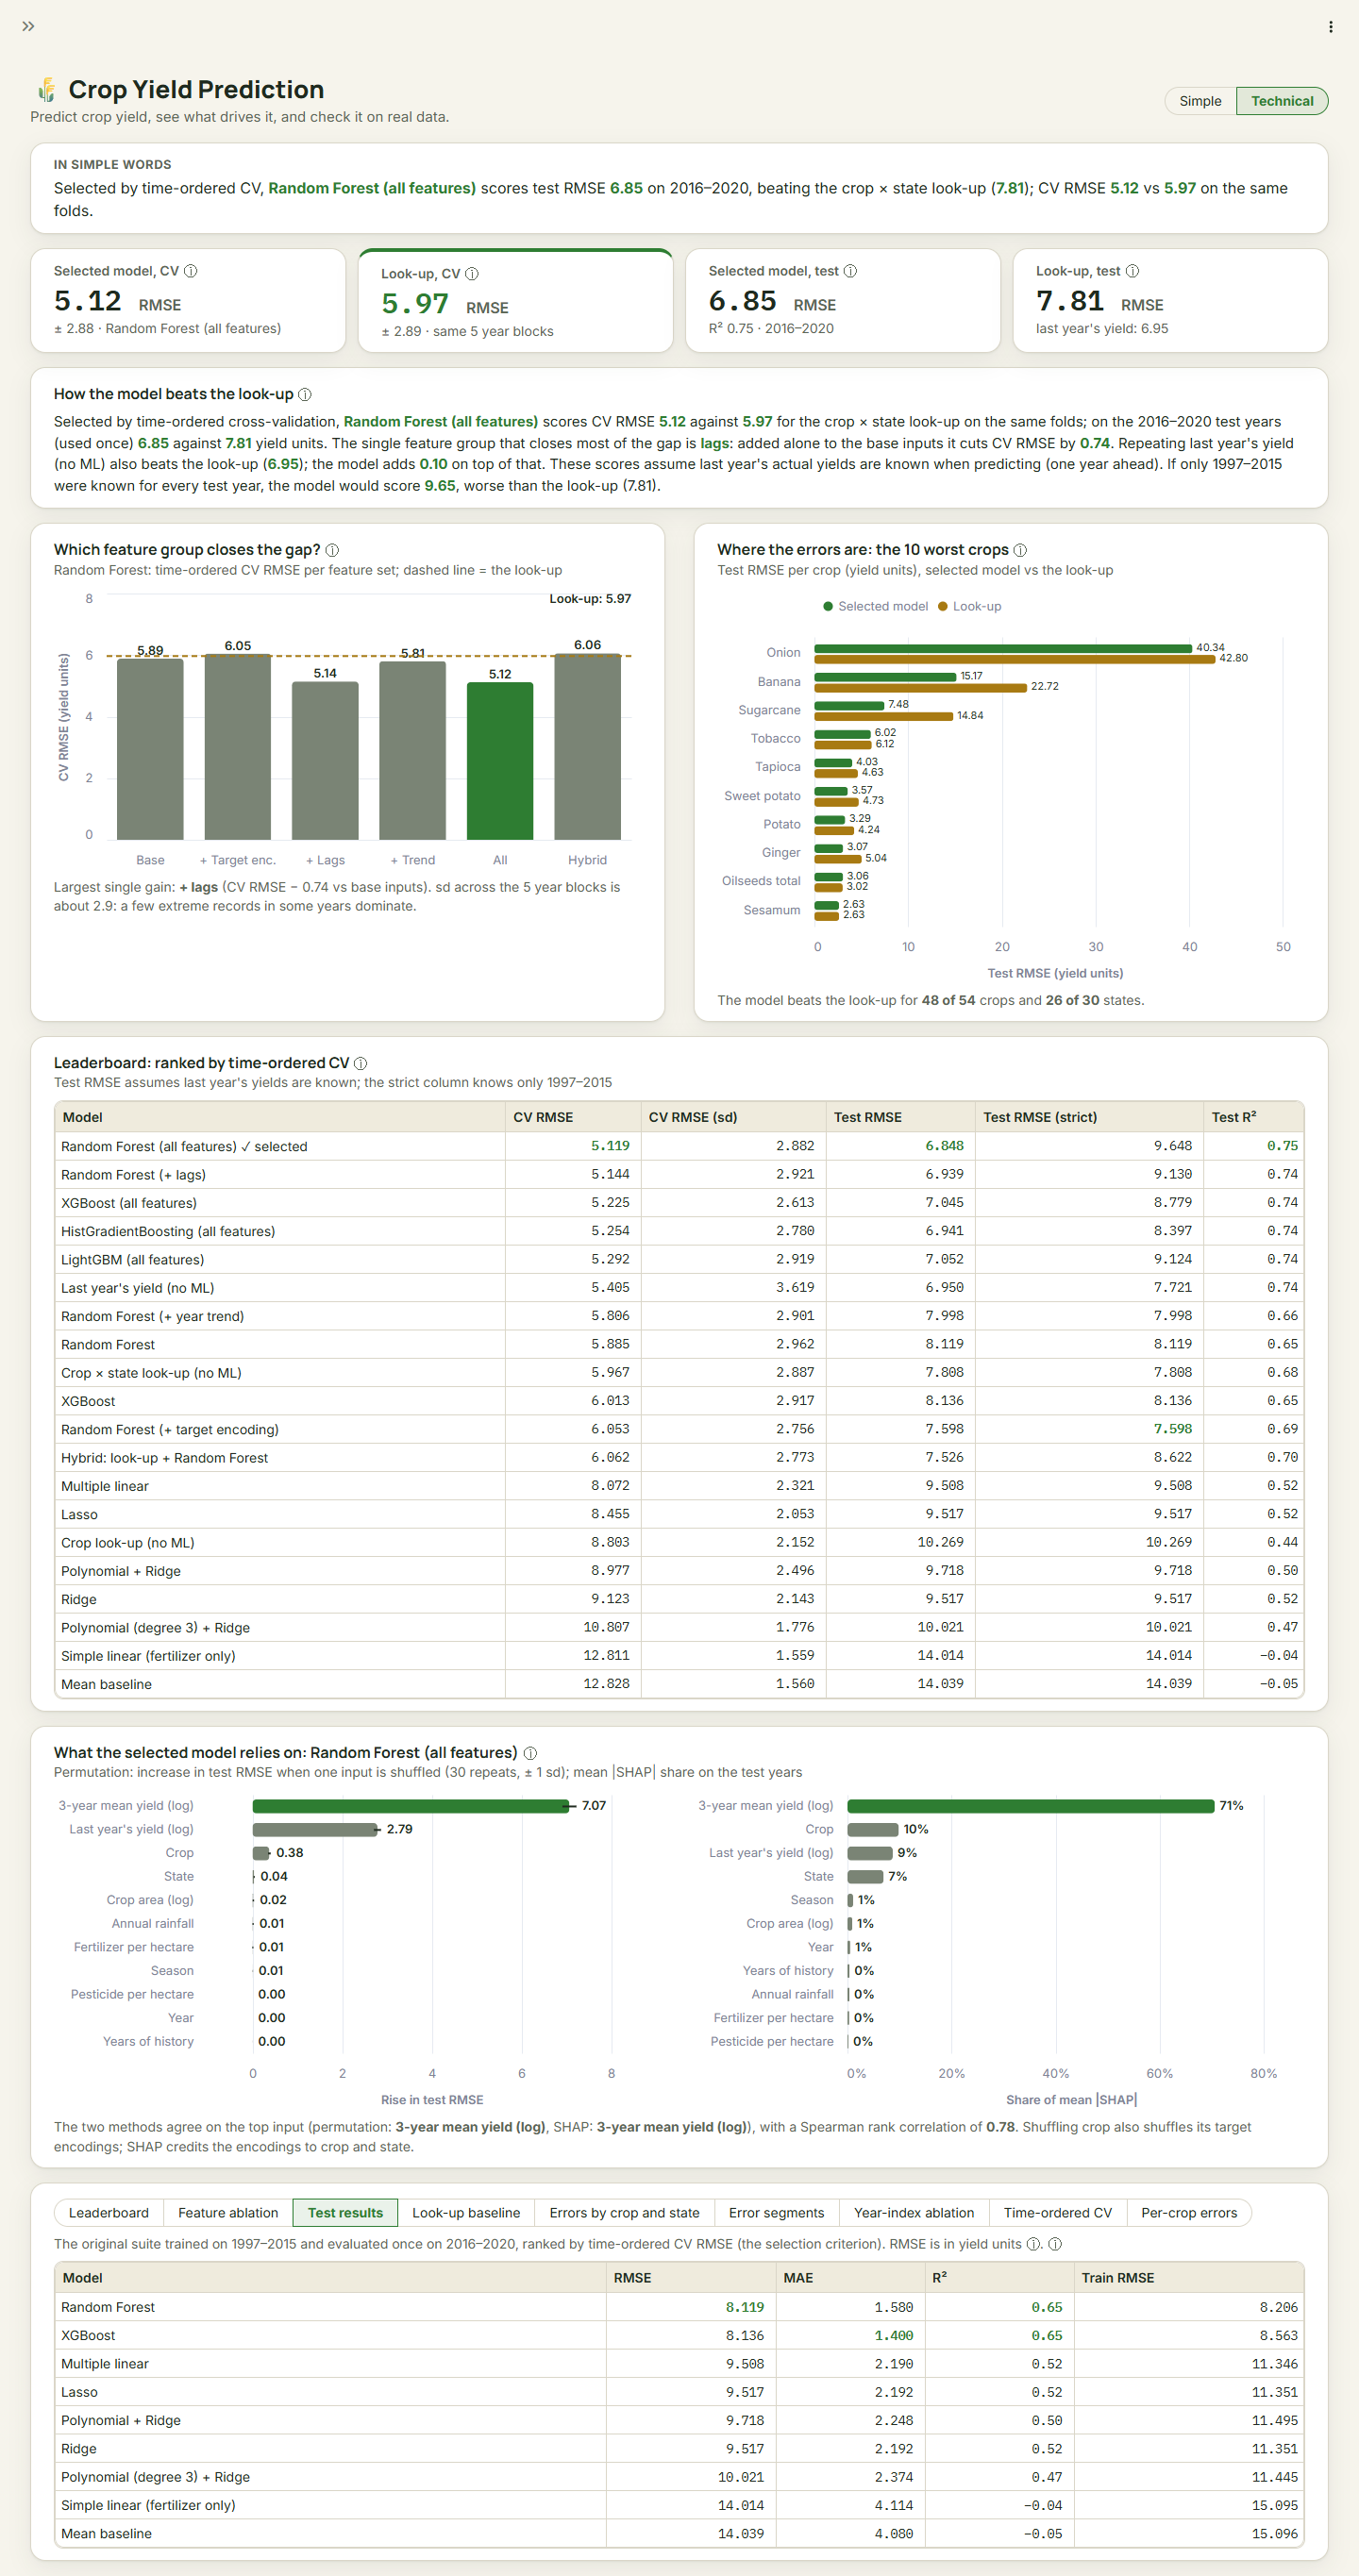 Crop Yield Prediction
Predict crop yield, see what drives it, and check it on real data.
Simple
Technical
IN SIMPLE WORDS
Selected by time-ordered CV, Random Forest (all features) scores test RMSE 6.85 on 2016–2020, beating the crop × state look-up (7.81); CV RMSE 5.12 vs 5.97 on the same
folds.
Selected model, CV ⓘ
5.12 RMSE
± 2.88 · Random Forest (all features)
Look-up, CV ⓘ
5.97 RMSE
± 2.89 · same 5 year blocks
Selected model, test ⓘ
6.85 RMSE
R² 0.75 · 2016–2020
Look-up, test ⓘ
7.81 RMSE
last year's yield: 6.95
How the model beats the look-up ⓘ
Selected by time-ordered cross-validation, Random Forest (all features) scores CV RMSE 5.12 against 5.97 for the crop × state look-up on the same folds; on the 2016–2020 test years
(used once) 6.85 against 7.81 yield units. The single feature group that closes most of the gap is lags: added alone to the base inputs it cuts CV RMSE by 0.74. Repeating last year's yield
(no ML) also beats the look-up (6.95); the model adds 0.10 on top of that. These scores assume last year's actual yields are known when predicting (one year ahead). If only 1997–2015
were known for every test year, the model would score 9.65, worse than the look-up (7.81).
Which feature group closes the gap? ⓘ
Random Forest: time-ordered CV RMSE per feature set; dashed line = the look-up
CV RMSE (yield units)
8
6
4
2
0
Look-up: 5.97
5.89
6.05
5.14
5.81
5.12
6.06
Base
+ Target enc.
+ Lags
+ Trend
All
Hybrid
Largest single gain: + lags (CV RMSE − 0.74 vs base inputs). sd across the 5 year blocks is
about 2.9: a few extreme records in some years dominate.
Where the errors are: the 10 worst crops ⓘ
Test RMSE per crop (yield units), selected model vs the look-up
Selected model
Look-up
Onion 40.34 42.80
Banana 15.17 22.72
Sugarcane 7.48 14.84
Tobacco 6.02 6.12
Tapioca 4.03 4.63
Sweet potato 3.57 4.73
Potato 3.29 4.24
Ginger 3.07 5.04
Oilseeds total 3.06 3.02
Sesamum 2.63 2.63
0 10 20 30 40 50
Test RMSE (yield units)
The model beats the look-up for 48 of 54 crops and 26 of 30 states.
Leaderboard: ranked by time-ordered CV ⓘ
Test RMSE assumes last year's yields are known; the strict column knows only 1997–2015
Model CV RMSE CV RMSE (sd) Test RMSE Test RMSE (strict) Test R²
Random Forest (all features) ✓ selected 5.119 2.882 6.848 9.648 0.75
Random Forest (+ lags) 5.144 2.921 6.939 9.130 0.74
XGBoost (all features) 5.225 2.613 7.045 8.779 0.74
HistGradientBoosting (all features) 5.254 2.780 6.941 8.397 0.74
LightGBM (all features) 5.292 2.919 7.052 9.124 0.74
Last year's yield (no ML) 5.405 3.619 6.950 7.721 0.74
Random Forest (+ year trend) 5.806 2.901 7.998 7.998 0.66
Random Forest 5.885 2.962 8.119 8.119 0.65
Crop × state look-up (no ML) 5.967 2.887 7.808 7.808 0.68
XGBoost 6.013 2.917 8.136 8.136 0.65
Random Forest (+ target encoding) 6.053 2.756 7.598 7.598 0.69
Hybrid: look-up + Random Forest 6.062 2.773 7.526 8.622 0.70
Multiple linear 8.072 2.321 9.508 9.508 0.52
Lasso 8.455 2.053 9.517 9.517 0.52
Crop look-up (no ML) 8.803 2.152 10.269 10.269 0.44
Polynomial + Ridge 8.977 2.496 9.718 9.718 0.50
Ridge 9.123 2.143 9.517 9.517 0.52
Polynomial (degree 3) + Ridge 10.807 1.776 10.021 10.021 0.47
Simple linear (fertilizer only) 12.811 1.559 14.014 14.014 −0.04
Mean baseline 12.828 1.560 14.039 14.039 −0.05
What the selected model relies on: Random Forest (all features) ⓘ
Permutation: increase in test RMSE when one input is shuffled (30 repeats, ± 1 sd); mean |SHAP| share on the test years
3-year mean yield (log) 7.07
Last year's yield (log) 2.79
Crop 0.38
State 0.04
Crop area (log) 0.02
Annual rainfall 0.01
Fertilizer per hectare 0.01
Season 0.01
Pesticide per hectare 0.00
Year 0.00
Years of history 0.00
0 2 4 6 8
Rise in test RMSE
3-year mean yield (log) 71%
Crop 10%
Last year's yield (log) 9%
State 7%
Season 1%
Crop area (log) 1%
Year 1%
Years of history 0%
Annual rainfall 0%
Fertilizer per hectare 0%
Pesticide per hectare 0%
0% 20% 40% 60% 80%
Share of mean |SHAP|
The two methods agree on the top input (permutation: 3-year mean yield (log), SHAP: 3-year mean yield (log)), with a Spearman rank correlation of 0.78. Shuffling crop also shuffles its target
encodings; SHAP credits the encodings to crop and state.
Leaderboard
Feature ablation
Test results
Look-up baseline
Errors by crop and state
Error segments
Year-index ablation
Time-ordered CV
Per-crop errors
The original suite trained on 1997–2015 and evaluated once on 2016–2020, ranked by time-ordered CV RMSE (the selection criterion). RMSE is in yield units ⓘ. ⓘ
Model RMSE MAE R² Train RMSE
Random Forest 8.119 1.580 0.65 8.206
XGBoost 8.136 1.400 0.65 8.563
Multiple linear 9.508 2.190 0.52 11.346
Lasso 9.517 2.192 0.52 11.351
Polynomial + Ridge 9.718 2.248 0.50 11.495
Ridge 9.517 2.192 0.52 11.351
Polynomial (degree 3) + Ridge 10.021 2.374 0.47 11.445
Simple linear (fertilizer only) 14.014 4.114 −0.04 15.095
Mean baseline 14.039 4.080 −0.05 15.096